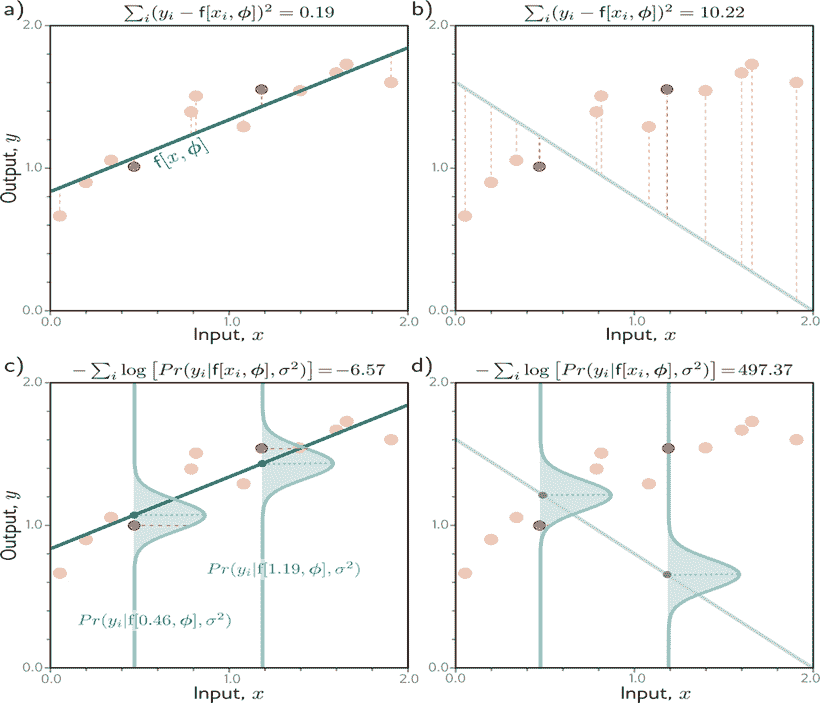 a) ∑ᵢ(yᵢ − f[xᵢ, ϕ])² = 0.19
2.0
1.0
0.0
Output, y
f[x, ϕ]
0.0 1.0 2.0
Input, x
b) ∑ᵢ(yᵢ − f[xᵢ, ϕ])² = 10.22
0.0 1.0 2.0
Input, x
c) − ∑ᵢ log [Pr(yᵢ|f[xᵢ, ϕ], σ²)] = −6.57
2.0
1.0
0.0
Output, y
Pr(yᵢ|f[1.19, ϕ], σ²)
Pr(yᵢ|f[0.46, ϕ], σ²)
0.0 1.0 2.0
Input, x
d) − ∑ᵢ log [Pr(yᵢ|f[xᵢ, ϕ], σ²)] = 497.37
0.0 1.0 2.0
Input, x